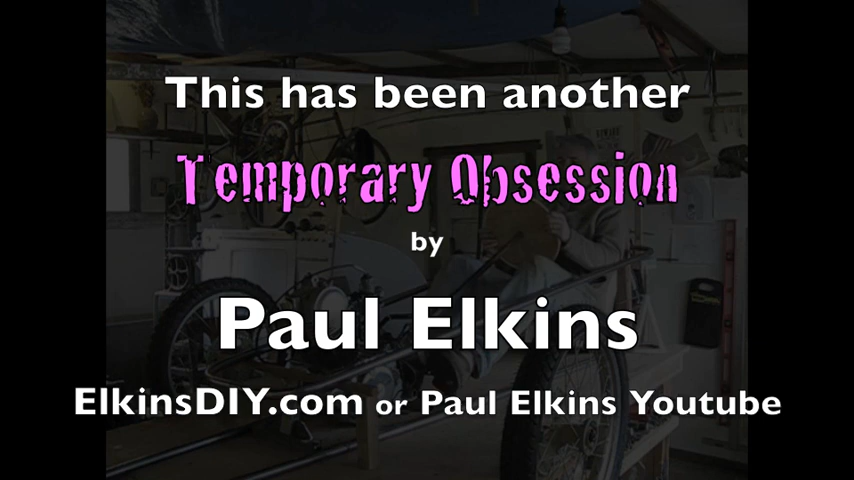 This has been another
Temporary Obsession
by
Paul Elkins
ElkinsDIY.com or Paul Elkins Youtube